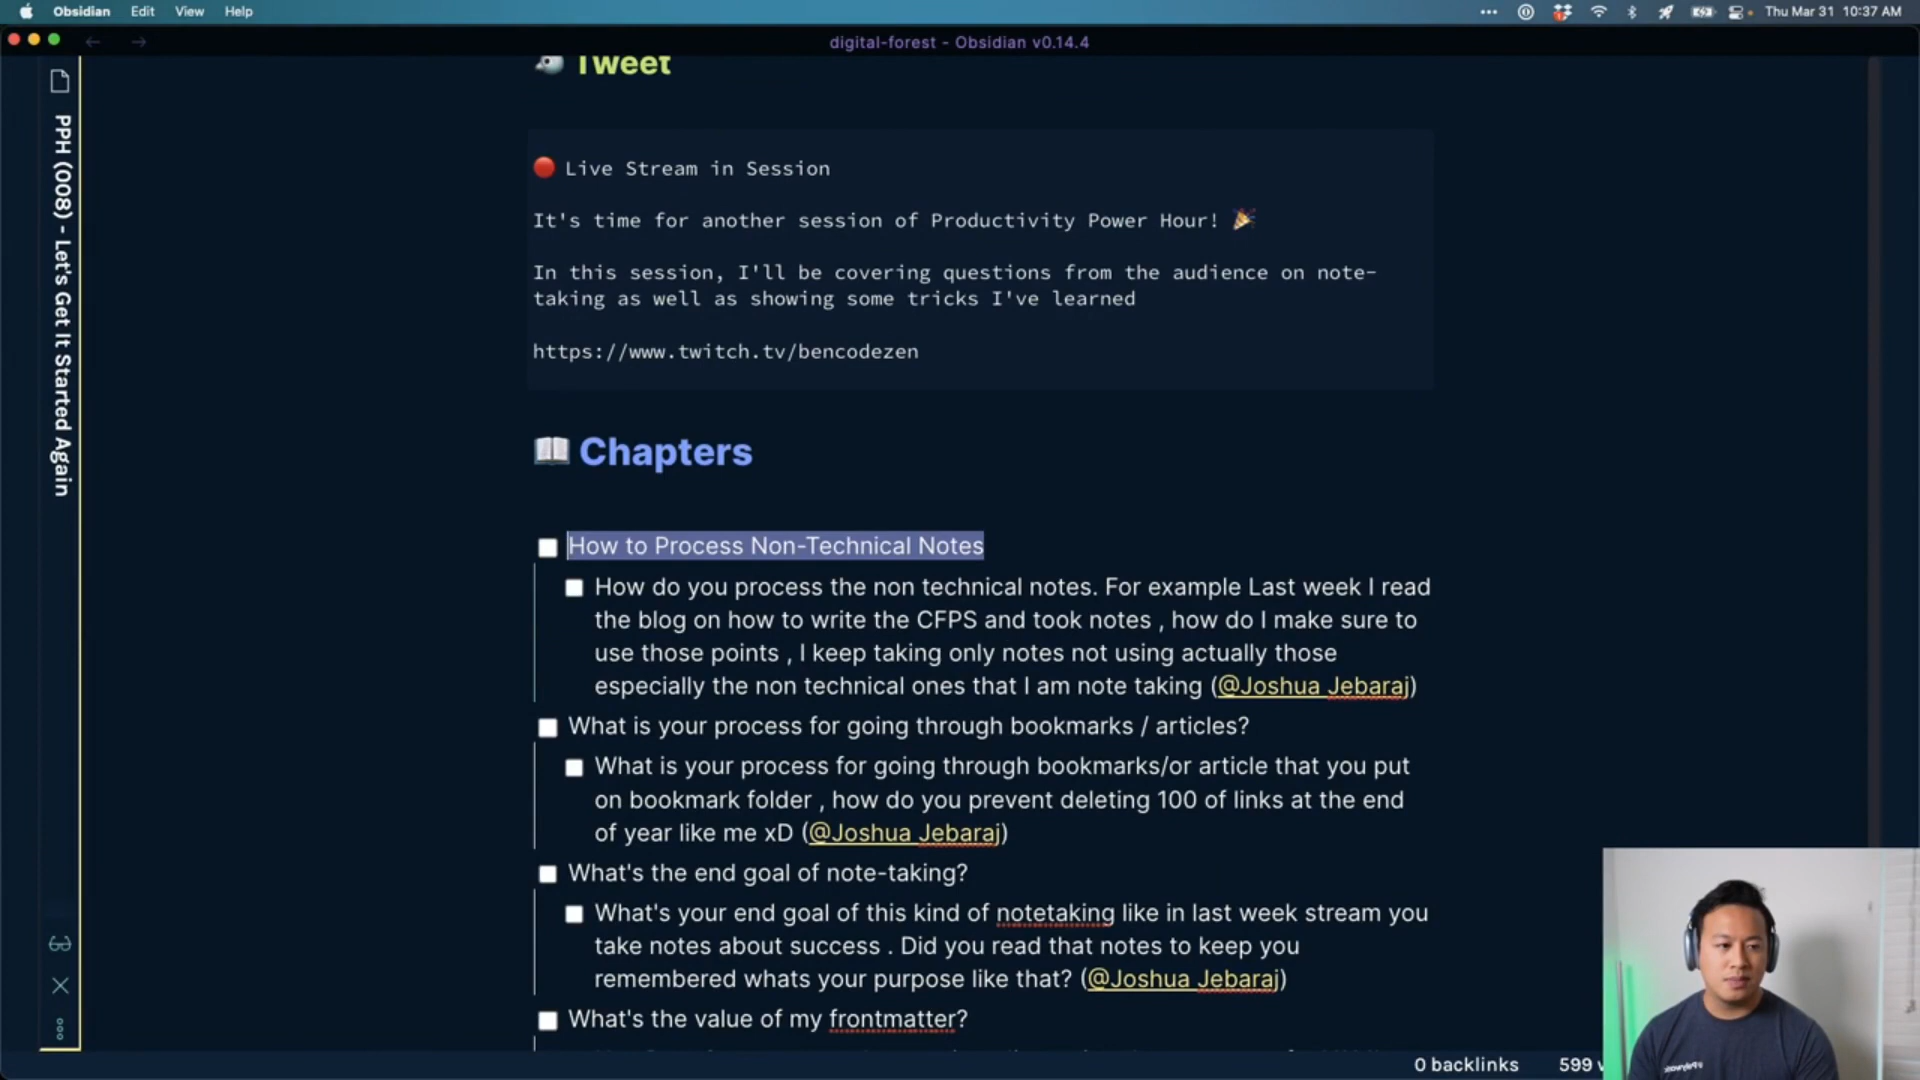 Obsidian Edit View Help
Thu Mar 31 10:37 AM
digital-forest - Obsidian v0.14.4
PPH (008) - Let's Get It Started Again
Tweet
🔴 Live Stream in Session
It's time for another session of Productivity Power Hour! 🎉
In this session, I'll be covering questions from the audience on note-
taking as well as showing some tricks I've learned
https://www.twitch.tv/bencodezen
📖 Chapters
How to Process Non-Technical Notes
How do you process the non technical notes. For example Last week I read
the blog on how to write the CFPS and took notes , how do I make sure to
use those points , I keep taking only notes not using actually those
especially the non technical ones that I am note taking (@Joshua Jebaraj)
What is your process for going through bookmarks / articles?
What is your process for going through bookmarks/or article that you put
on bookmark folder , how do you prevent deleting 100 of links at the end
of year like me xD (@Joshua Jebaraj)
What's the end goal of note-taking?
What's your end goal of this kind of notetaking like in last week stream you
take notes about success . Did you read that notes to keep you
remembered whats your purpose like that? (@Joshua Jebaraj)
What's the value of my frontmatter?
0 backlinks 599